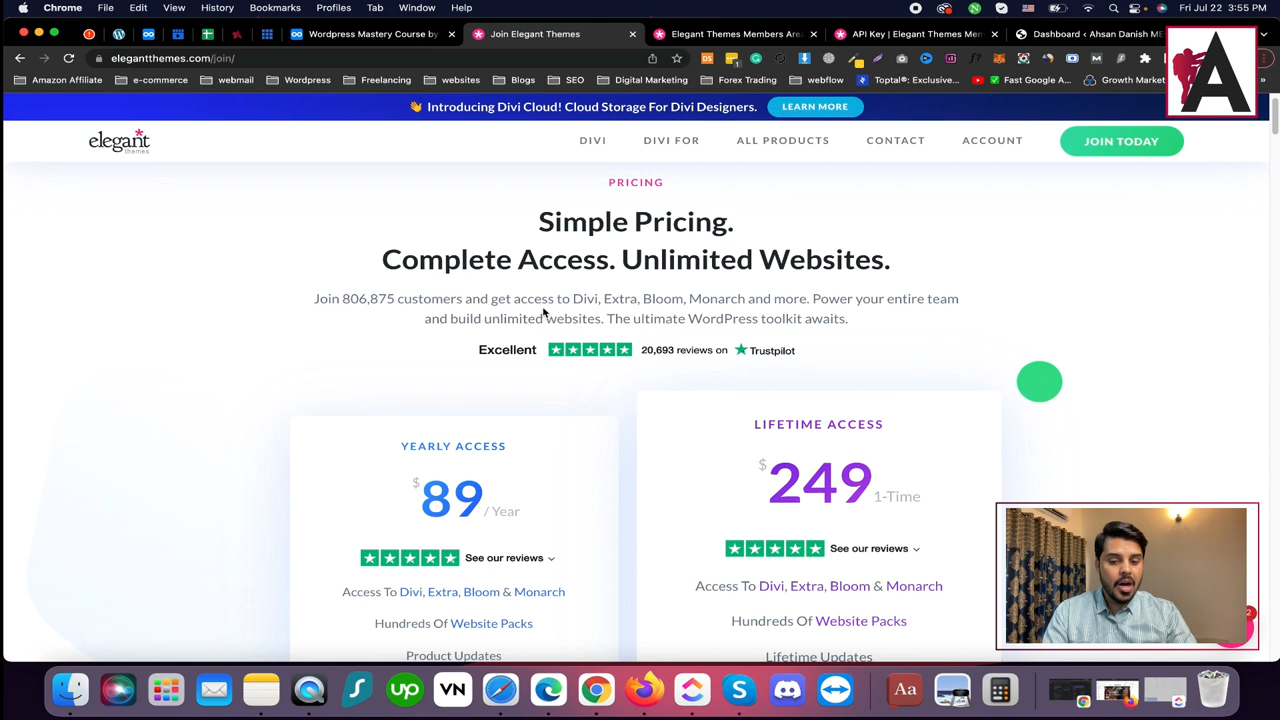 Chrome File Edit View History Bookmarks Profiles Tab Window Help
Fri Jul 22 3:55 PM
Wordpress Mastery Course by
Join Elegant Themes
Elegant Themes Members Are
API Key | Elegant Themes Mem
Dashboard ‹ Ahsan Danish ME
elegantthemes.com/join/
Amazon Affiliate
e-commerce
webmail
Wordpress
Freelancing
websites
Blogs
SEO
Digital Marketing
Forex Trading
webflow
Toptal®: Exclusive...
Fast Google A...
Growth Market
A
👋 Introducing Divi Cloud! Cloud Storage For Divi Designers. LEARN MORE
elegant themes
DIVI DIVI FOR ALL PRODUCTS CONTACT ACCOUNT JOIN TODAY
PRICING
Simple Pricing.
Complete Access. Unlimited Websites.
Join 806,875 customers and get access to Divi, Extra, Bloom, Monarch and more. Power your entire team
and build unlimited websites. The ultimate WordPress toolkit awaits.
Excellent 20,693 reviews on Trustpilot
YEARLY ACCESS
$89/ Year
See our reviews
Access To Divi, Extra, Bloom & Monarch
Hundreds Of Website Packs
Product Updates
LIFETIME ACCESS
$249 1-Time
See our reviews
Access To Divi, Extra, Bloom & Monarch
Hundreds Of Website Packs
Lifetime Updates
2
up
VN
S
Aa